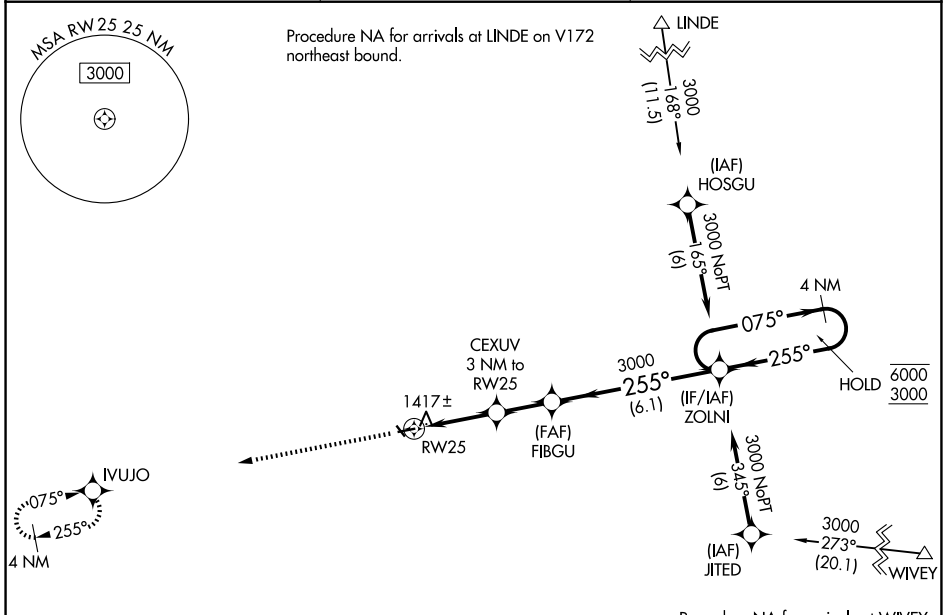 MSA RW25 25 NM
3000
Procedure NA for arrivals at LINDE on V172
northeast bound.
LINDE
3000
168°
(11.5)
(IAF)
HOSGU
3000 NoPT
165°
(6)
4 NM
075°
255°
HOLD
6000
3000
CEXUV
3 NM to
RW25
3000
255°
(6.1)
(IF/IAF)
ZOLNI
1417±
RW25
(FAF)
FIBGU
IVUJO
075°
255°
4 NM
3000 NoPT
345°
(6)
(IAF)
JITED
3000
273°
(20.1)
WIVEY